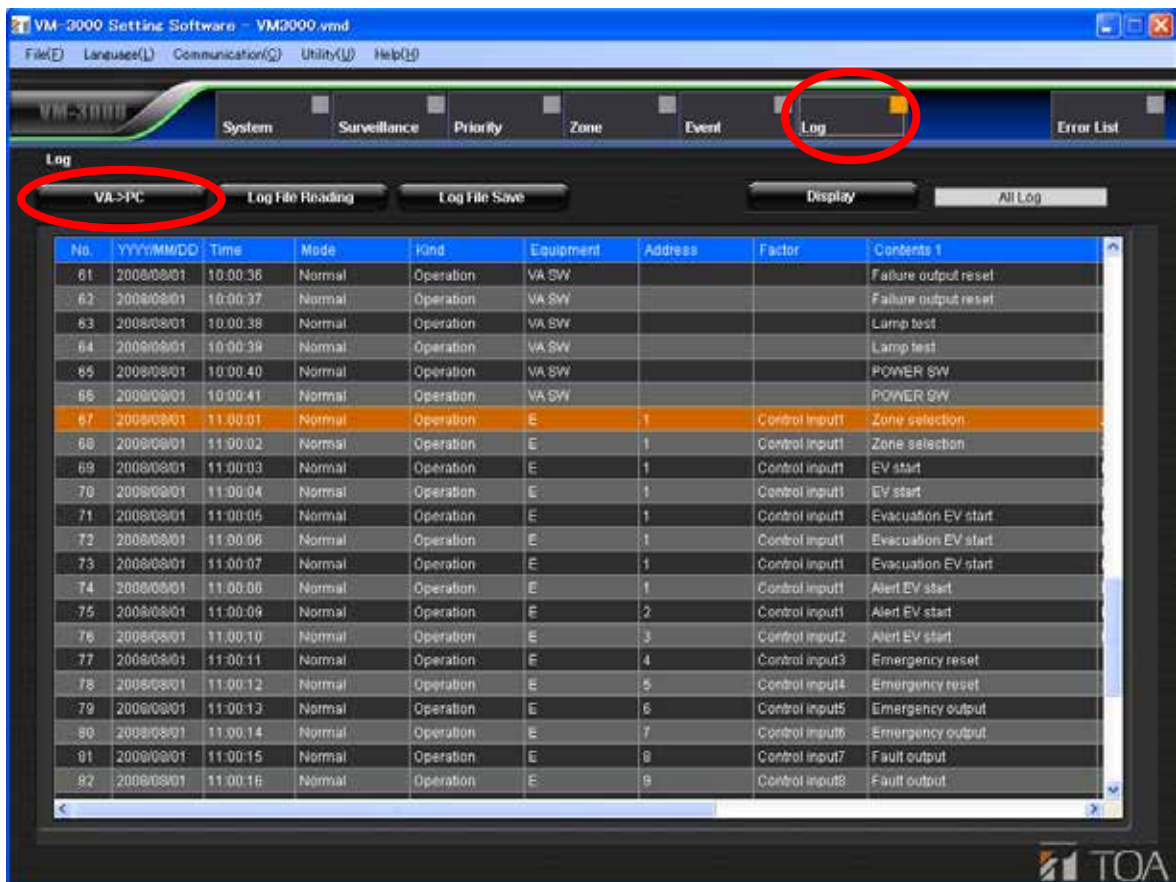 VM-3000 Setting Software - VM3000.vmd
File(F) Language(L) Communication(C) Utility(U) Help(H)
VM-3000 System Surveillance Priority Zone Event Log Error List
Log
VA->PC Log File Reading Log File Save Display All Log
No. YYYY/MM/DD Time Mode Kind Equipment Address Factor Contents 1
61 2008/08/01 10:00:36 Normal Operation VA SW Failure output reset
62 2008/08/01 10:00:37 Normal Operation VA SW Failure output reset
63 2008/08/01 10:00:38 Normal Operation VA SW Lamp test
64 2008/08/01 10:00:39 Normal Operation VA SW Lamp test
65 2008/08/01 10:00:40 Normal Operation VA SW POWER SW
66 2008/08/01 10:00:41 Normal Operation VA SW POWER SW
67 2008/08/01 11:00:01 Normal Operation E 1 Control input1 Zone selection
68 2008/08/01 11:00:02 Normal Operation E 1 Control input1 Zone selection
69 2008/08/01 11:00:03 Normal Operation E 1 Control input1 EV start
70 2008/08/01 11:00:04 Normal Operation E 1 Control input1 EV start
71 2008/08/01 11:00:05 Normal Operation E 1 Control input1 Evacuation EV start
72 2008/08/01 11:00:06 Normal Operation E 1 Control input1 Evacuation EV start
73 2008/08/01 11:00:07 Normal Operation E 1 Control input1 Evacuation EV start
74 2008/08/01 11:00:08 Normal Operation E 1 Control input1 Alert EV start
75 2008/08/01 11:00:09 Normal Operation E 2 Control input1 Alert EV start
76 2008/08/01 11:00:10 Normal Operation E 3 Control input2 Alert EV start
77 2008/08/01 11:00:11 Normal Operation E 4 Control input3 Emergency reset
78 2008/08/01 11:00:12 Normal Operation E 5 Control input4 Emergency reset
79 2008/08/01 11:00:13 Normal Operation E 6 Control input5 Emergency output
80 2008/08/01 11:00:14 Normal Operation E 7 Control input6 Emergency output
81 2008/08/01 11:00:15 Normal Operation E 8 Control input7 Fault output
82 2008/08/01 11:00:16 Normal Operation E 9 Control input8 Fault output
TOA